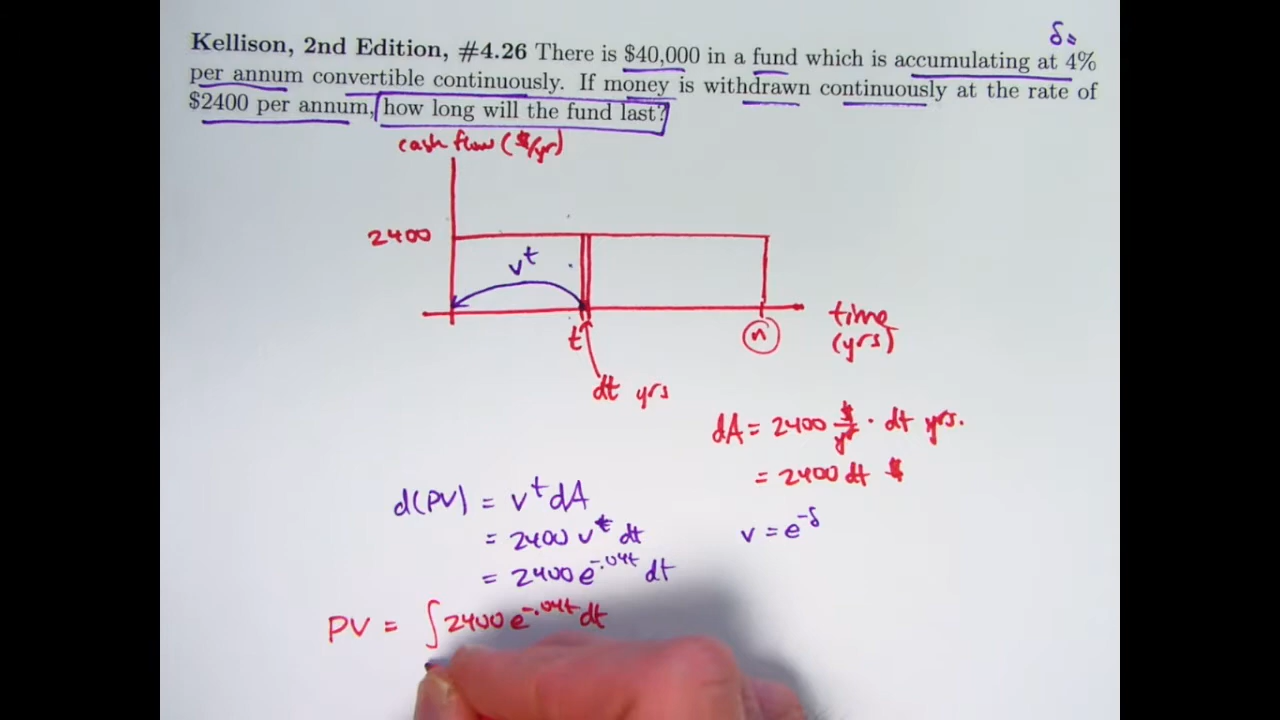 δ=
Kellison, 2nd Edition, #4.26 There is $40,000 in a fund which is accumulating at 4%
per annum convertible continuously. If money is withdrawn continuously at the rate of
$2400 per annum, how long will the fund last?
cash flow ($/yr)
2400
v^t
t
n
time
(yrs)
dt yrs
dA = 2400 $/yr · dt yrs.
= 2400 dt $
d(PV) = v^t dA
= 2400 v^t dt
v = e^-δ
= 2400 e^-.04t dt
PV = ∫ 2400 e^-.04t dt